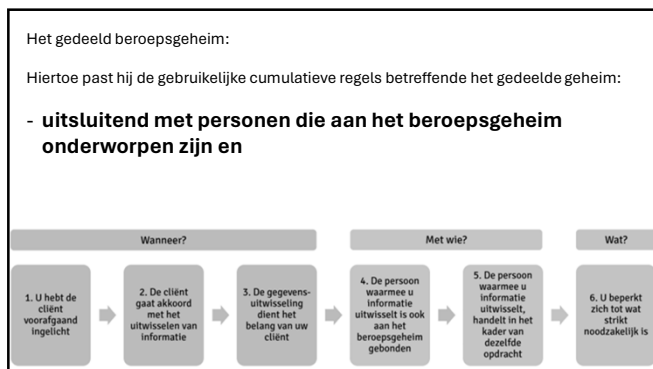 Het gedeeld beroepsgeheim:
Hiertoe past hij de gebruikelijke cumulatieve regels betreffende het gedeelde geheim:
- uitsluitend met personen die aan het beroepsgeheim
onderworpen zijn en
Wanneer?
1. U hebt de
cliënt
voorafgaand
ingelicht
2. De cliënt
gaat akkoord
met het
uitwisselen van
informatie
3. De gegevens-
uitwisseling
dient het
belang van uw
cliënt
Met wie?
4. De persoon
waarmee u
informatie
uitwisselt is ook
aan het
beroepsgeheim
gebonden
5. De persoon
waarmee u
informatie
uitwisselt,
handelt in het
kader van
dezelfde
opdracht
Wat?
6. U beperkt
zich tot wat
strikt
noodzakelijk is